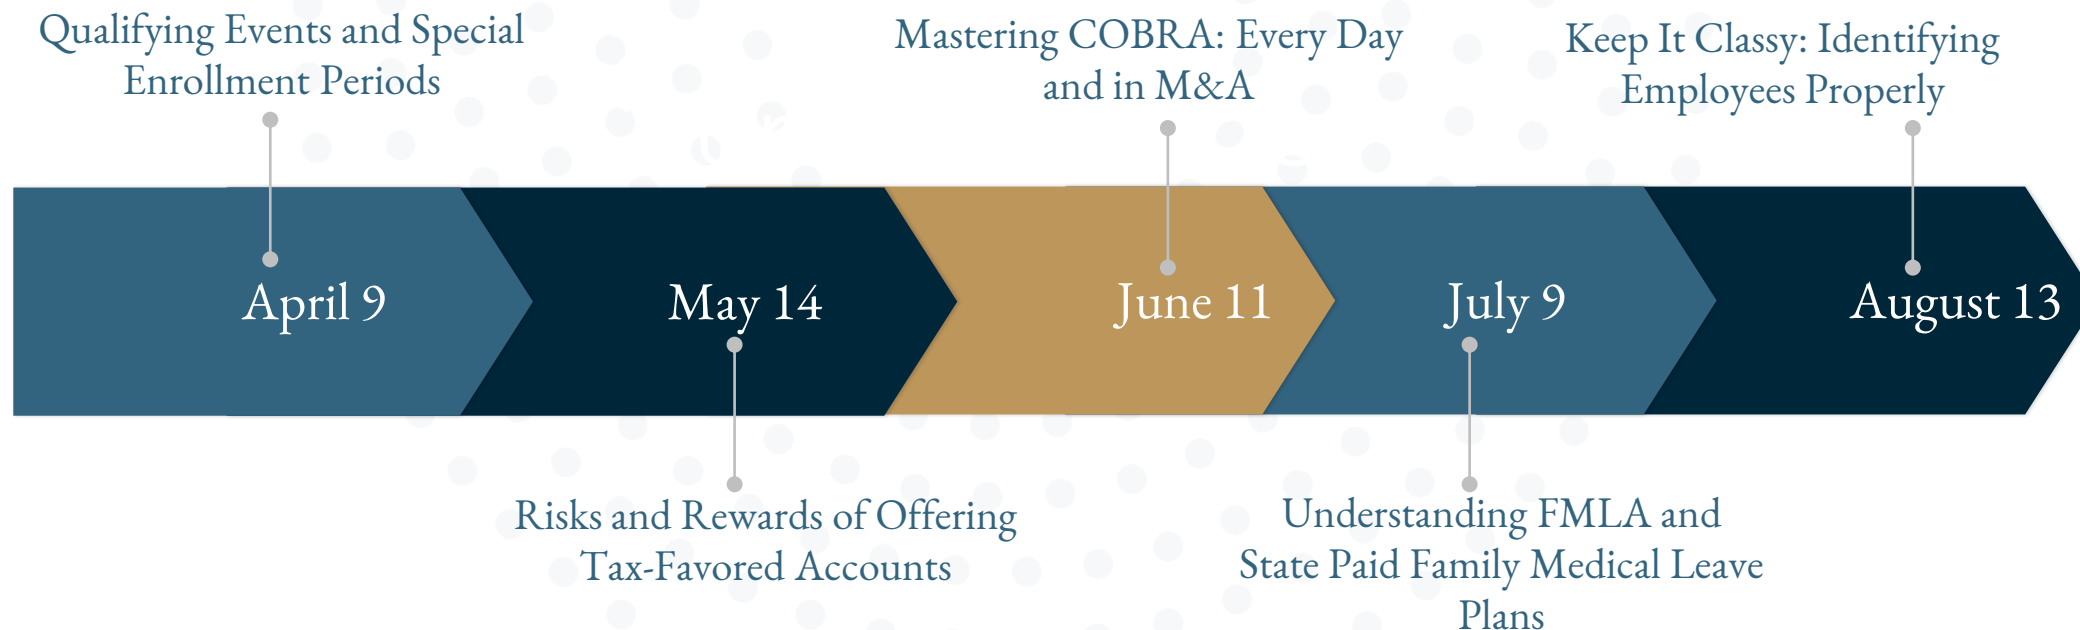 Qualifying Events and Special
Enrollment Periods
Mastering COBRA: Every Day
and in M&A
Keep It Classy: Identifying
Employees Properly
April 9
May 14
June 11
July 9
August 13
Risks and Rewards of Offering
Tax-Favored Accounts
Understanding FMLA and
State Paid Family Medical Leave
Plans